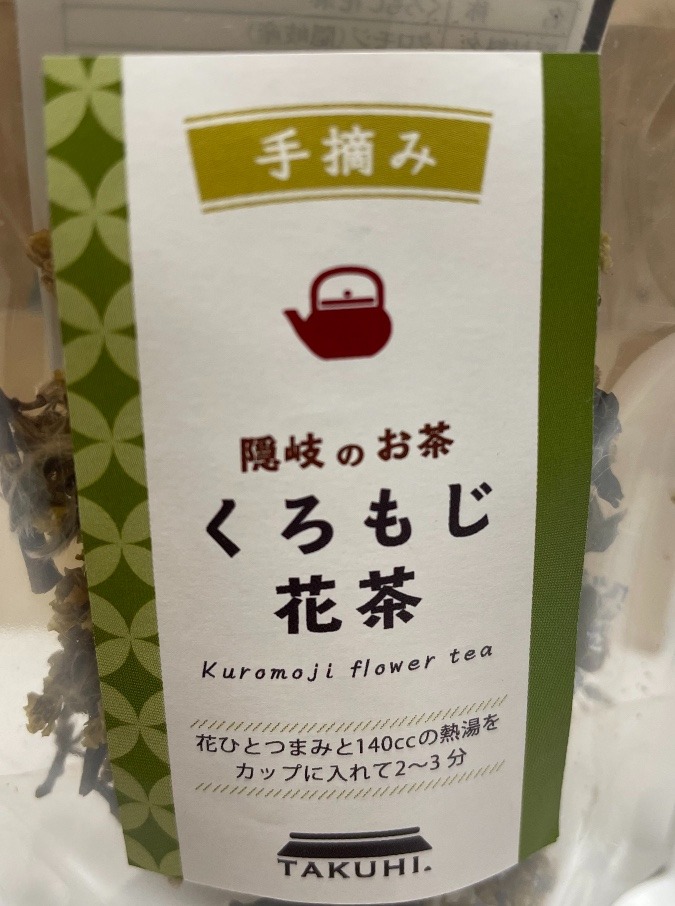 手摘み
隠岐のお茶
くろもじ
花茶
Kuromoji flower tea
花ひとつまみと140ccの熱湯を
カップに入れて2～3分
TAKUHI.